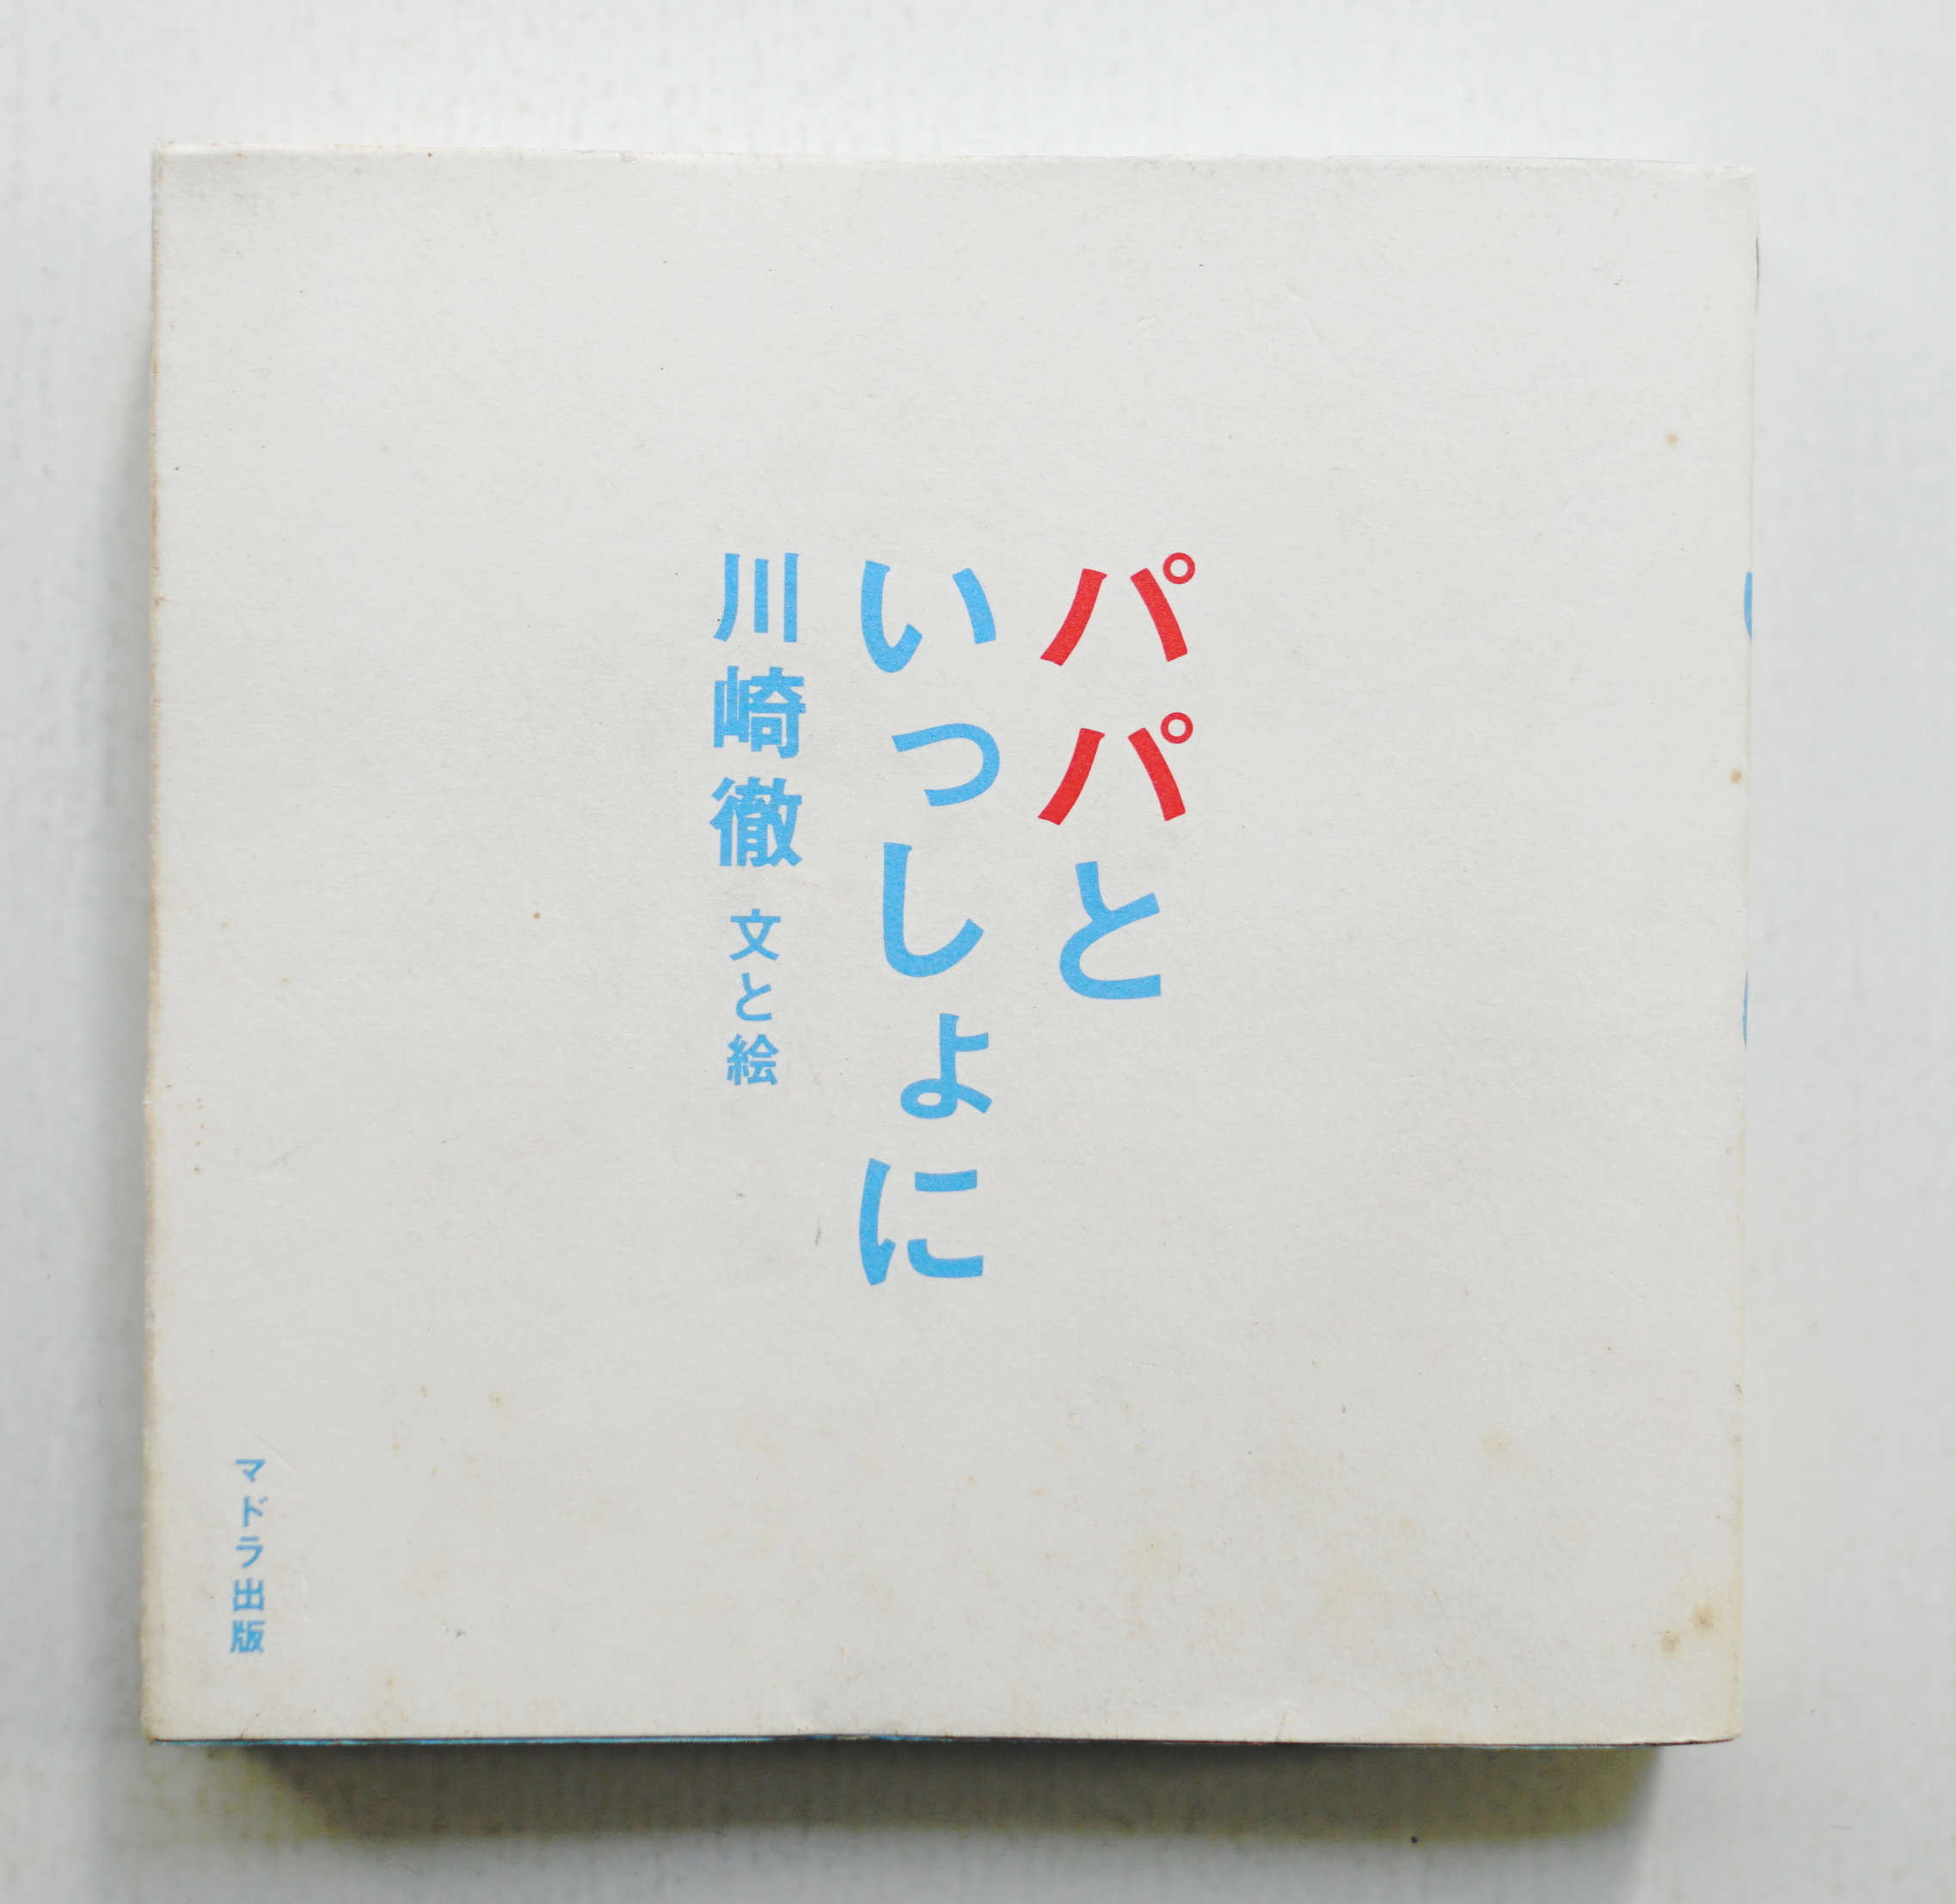 パパと
いっしょに
川崎徹 文と絵
マドラ出版